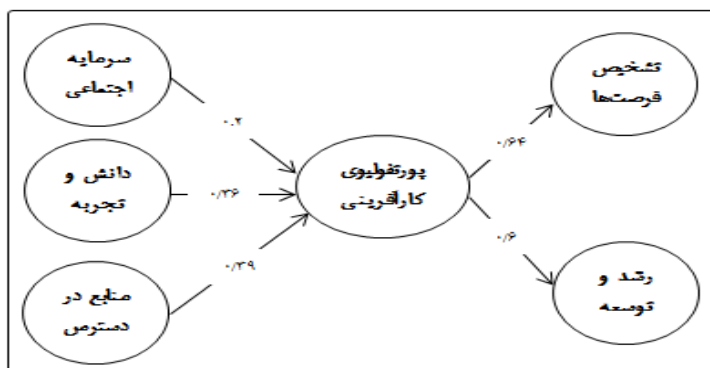 سرمایه
اجتماعی
۰.۲
دانش و
تجربه
۰/۳۶
منابع در
دسترس
۰/۳۹
پورتفولیوی
کارآفرینی
۰/۶۴
تشخیص
فرصت‌ها
۰/۶
رشد و
توسعه